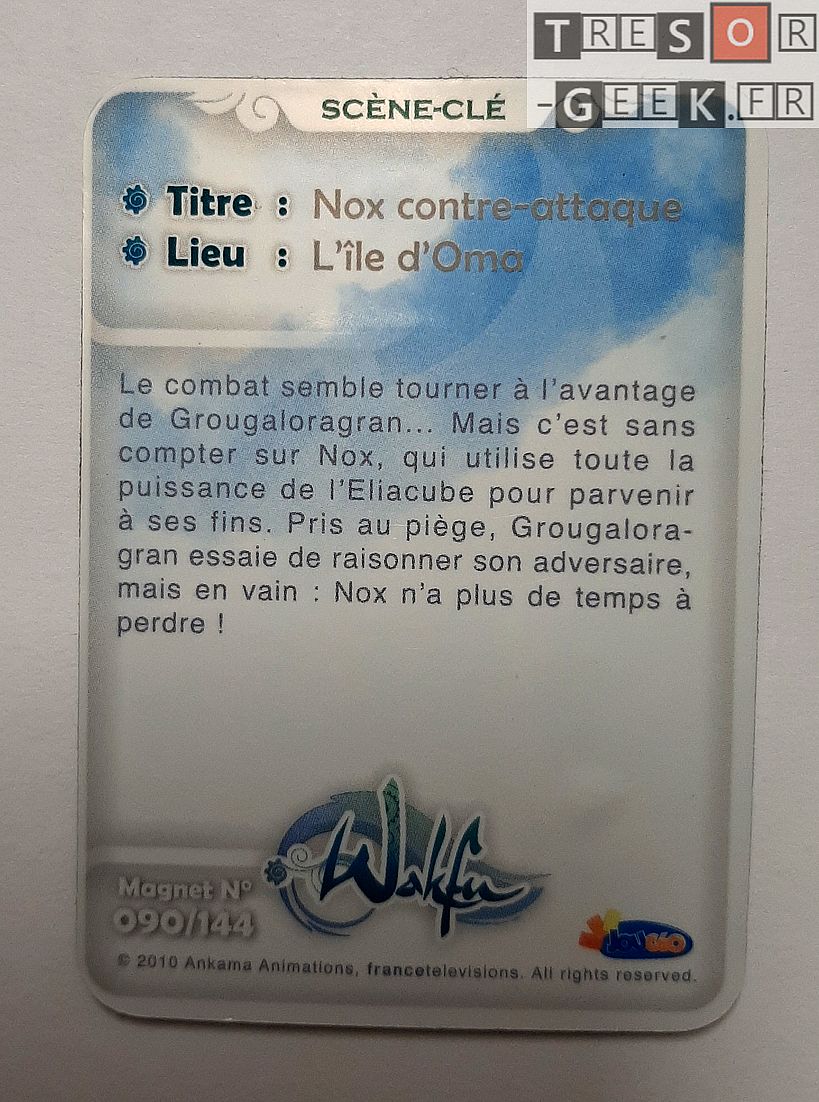 TRESOR
-GEEK.FR
SCÈNE-CLÉ
Titre : Nox contre-attaque
Lieu : L'île d'Oma
Le combat semble tourner à l'avantage
de Grougaloragran... Mais c'est sans
compter sur Nox, qui utilise toute la
puissance de l'Eliacube pour parvenir
à ses fins. Pris au piège, Grougalora-
gran essaie de raisonner son adversaire,
mais en vain : Nox n'a plus de temps à
perdre !
Wakfu
Magnet N°
090/144
© 2010 Ankama Animations, francetelevisions. All rights reserved.